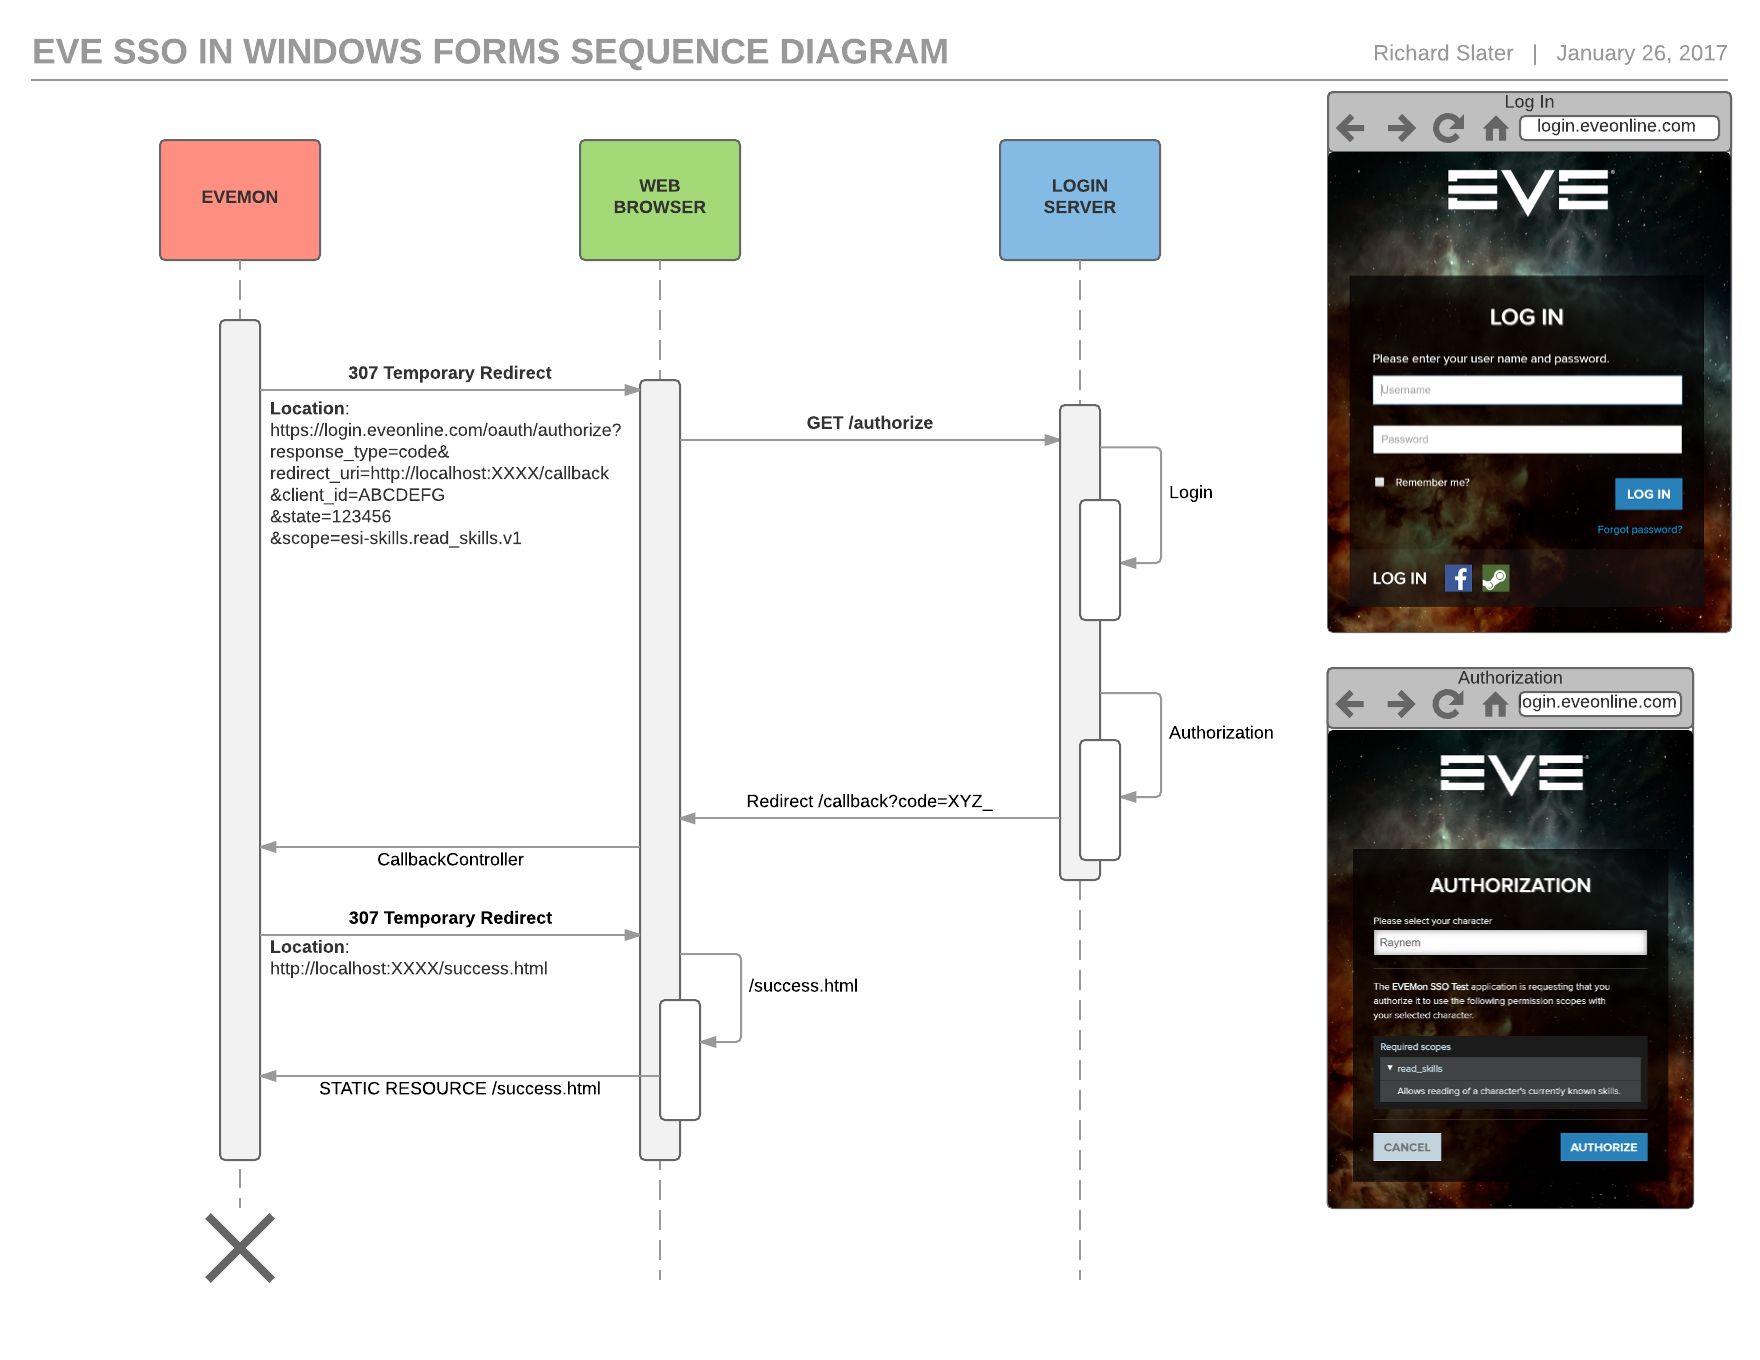 EVE SSO IN WINDOWS FORMS SEQUENCE DIAGRAM
Richard Slater | January 26, 2017
EVEMON
WEB
BROWSER
LOGIN
SERVER
307 Temporary Redirect
Location:
https://login.eveonline.com/oauth/authorize?
response_type=code&
redirect_uri=http://localhost:XXXX/callback
&client_id=ABCDEFG
&state=123456
&scope=esi-skills.read_skills.v1
GET /authorize
Login
Authorization
Redirect /callback?code=XYZ_
CallbackController
307 Temporary Redirect
Location:
http://localhost:XXXX/success.html
/success.html
STATIC RESOURCE /success.html
Log In
login.eveonline.com
EVE
LOG IN
Please enter your user name and password.
Username
Password
Remember me?
LOG IN
Forgot password?
LOG IN
Authorization
login.eveonline.com
EVE
AUTHORIZATION
Please select your character
Raynem
The EVEMon SSO Test application is requesting that you
authorize it to use the following permission scopes with
your selected character.
Required scopes
read_skills
Allows reading of a character's currently known skills.
CANCEL
AUTHORIZE